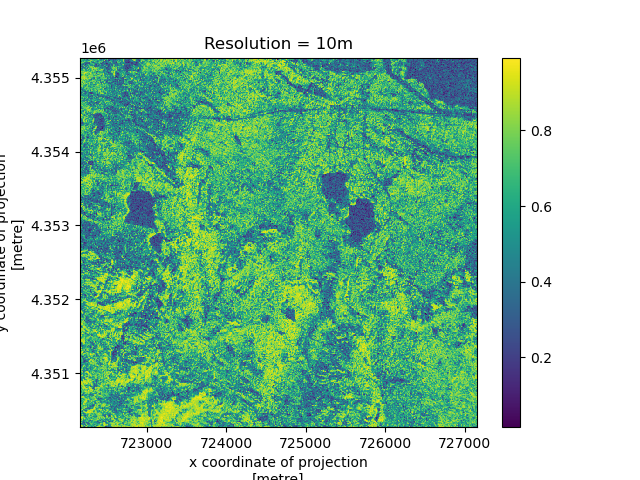 Resolution = 10m
1e6
4.355
4.354
4.353
4.352
4.351
y coordinate of projection
[metre]
723000 724000 725000 726000 727000
x coordinate of projection
[metre]
0.8
0.6
0.4
0.2